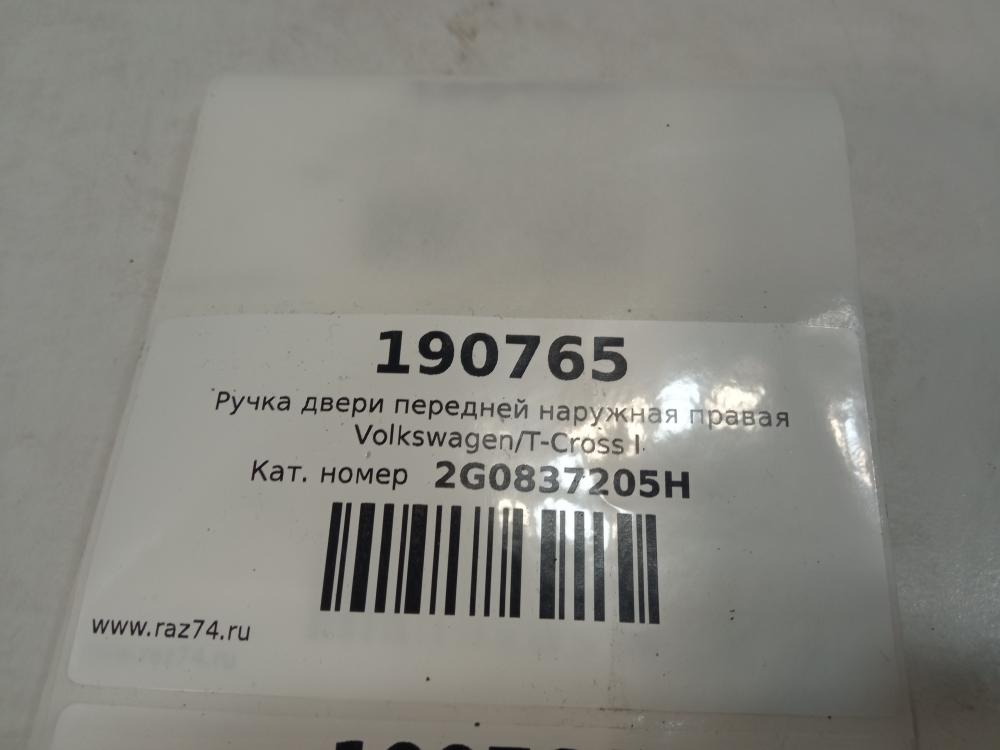 190765
Ручка двери передней наружная правая
Volkswagen/T-Cross I
Кат. номер 2G0837205H
www.raz74.ru